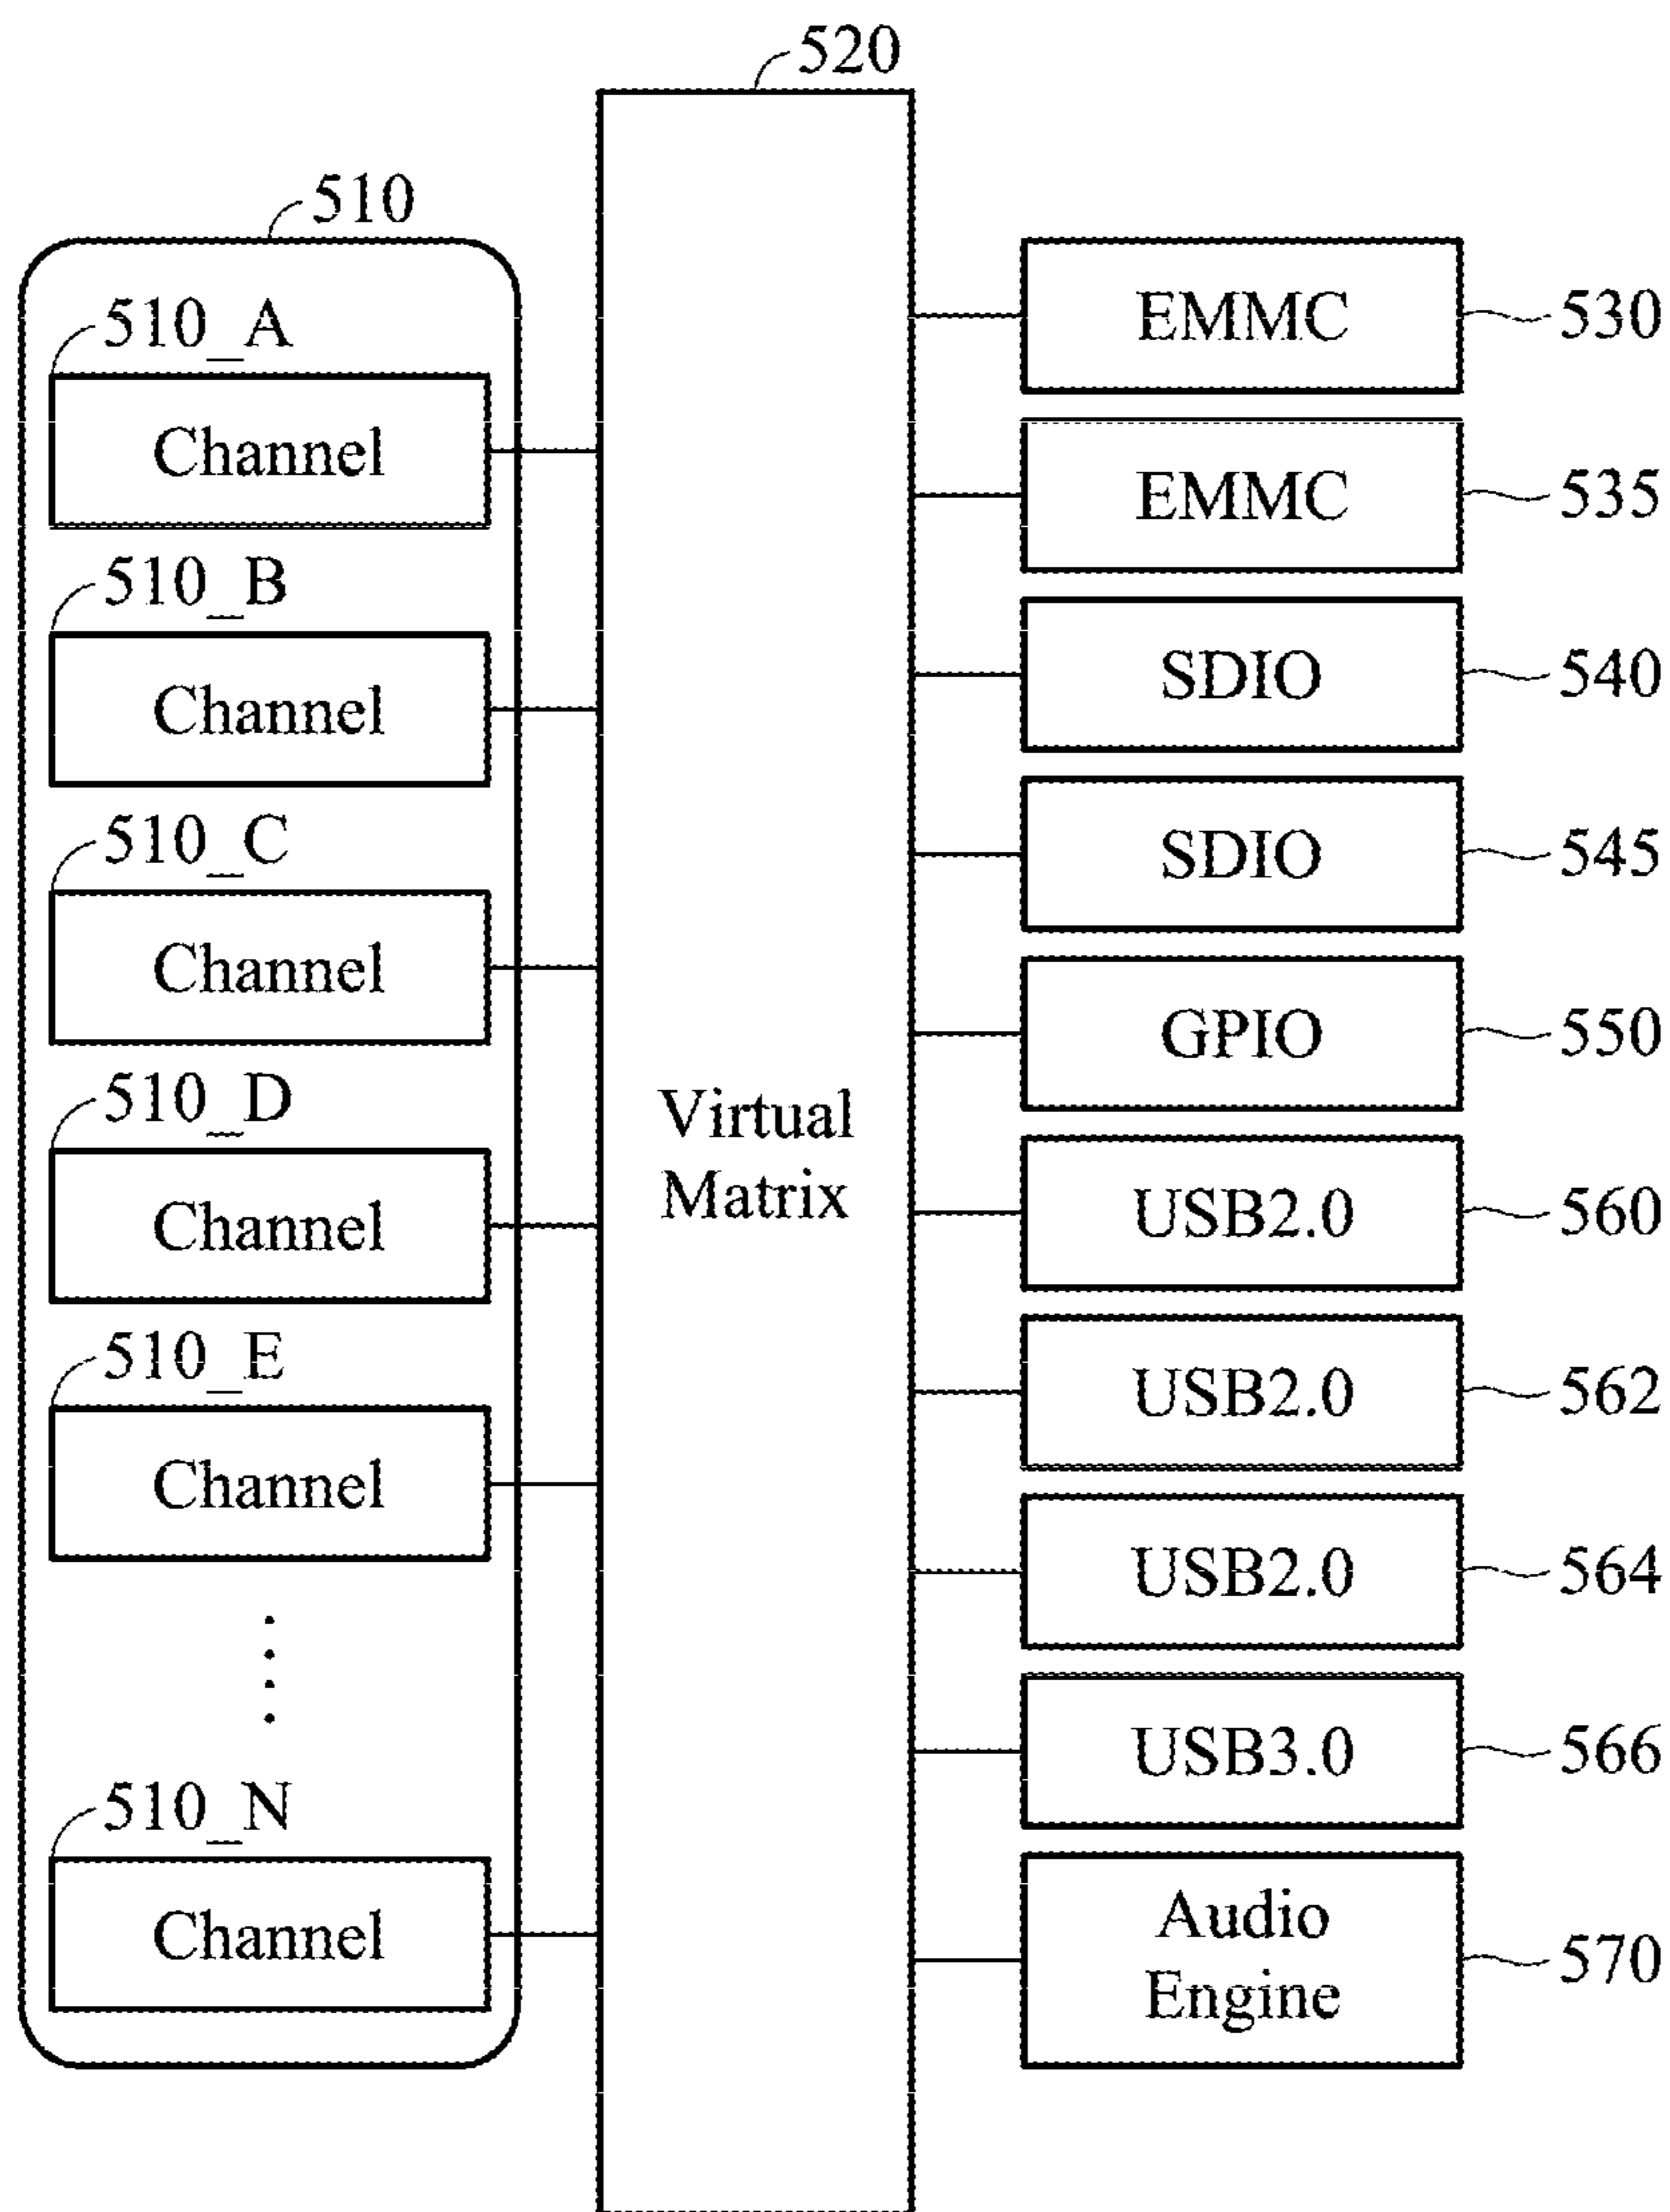 520
510
510_A
Channel
510_B
Channel
510_C
Channel
510_D
Channel
510_E
Channel
510_N
Channel
Virtual
Matrix
EMMC 530
EMMC 535
SDIO 540
SDIO 545
GPIO 550
USB2.0 560
USB2.0 562
USB2.0 564
USB3.0 566
Audio
Engine 570